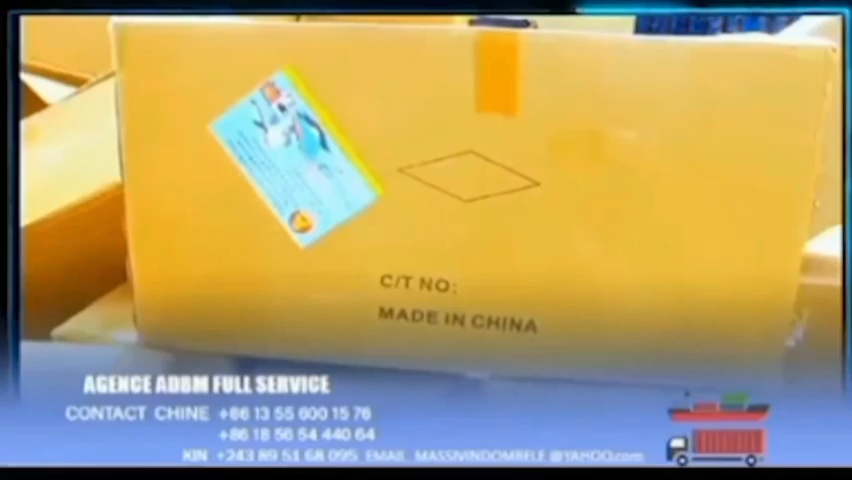 C/T NO:
MADE IN CHINA
AGENCE ADBM FULL SERVICE
CONTACT CHINE +86 13 55 600 15 76
+86 18 56 54 440 64
KIN +243 89 51 68 095 EMAIL MASSIVINDOMBELE @YAHOO.com